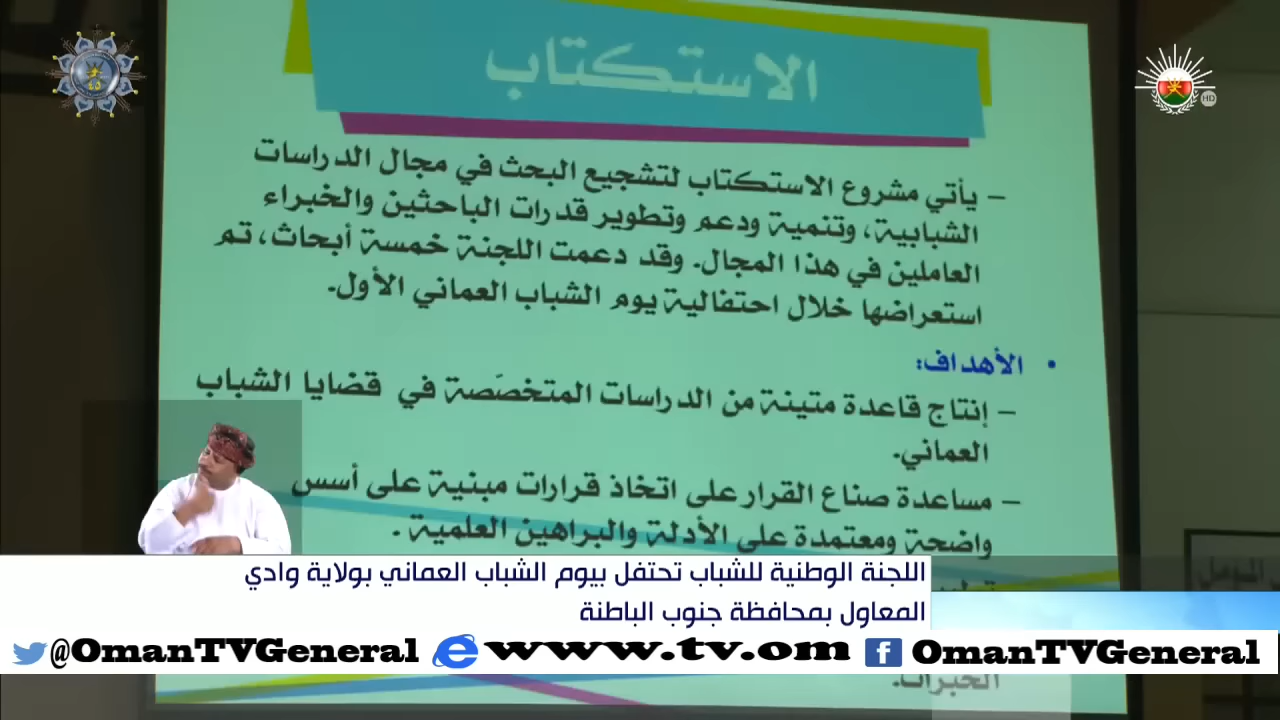 الاستكتاب
– يأتي مشروع الاستكتاب لتشجيع البحث في مجال الدراسات
الشبابية، وتنمية ودعم وتطوير قدرات الباحثين والخبراء
العاملين في هذا المجال. وقد دعمت اللجنة خمسة أبحاث، تم
استعراضها خلال احتفالية يوم الشباب العماني الأول.
• الأهداف:
– إنتاج قاعدة متينة من الدراسات المتخصّصة في قضايا الشباب
العماني.
– مساعدة صناع القرار على اتخاذ قرارات مبنية على أسس
واضحة ومعتمدة على الأدلة والبراهين العلمية .
اللجنة الوطنية للشباب تحتفل بيوم الشباب العماني بولاية وادي
المعاول بمحافظة جنوب الباطنة
@OmanTVGeneral www.tv.om OmanTVGeneral
الخبرات.
HD